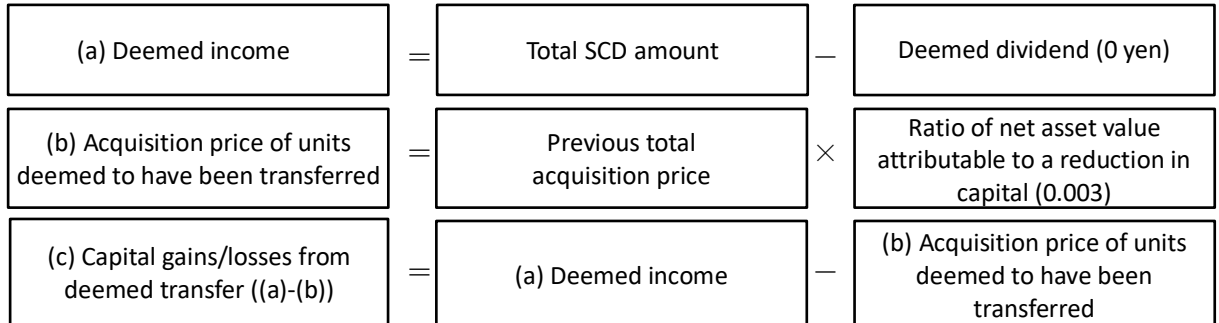 (a) Deemed income = Total SCD amount − Deemed dividend (0 yen)
(b) Acquisition price of units
deemed to have been transferred
=
Previous total
acquisition price
×
Ratio of net asset value
attributable to a reduction in
capital (0.003)
(c) Capital gains/losses from
deemed transfer ((a)-(b))
=
(a) Deemed income
−
(b) Acquisition price of units
deemed to have been
transferred